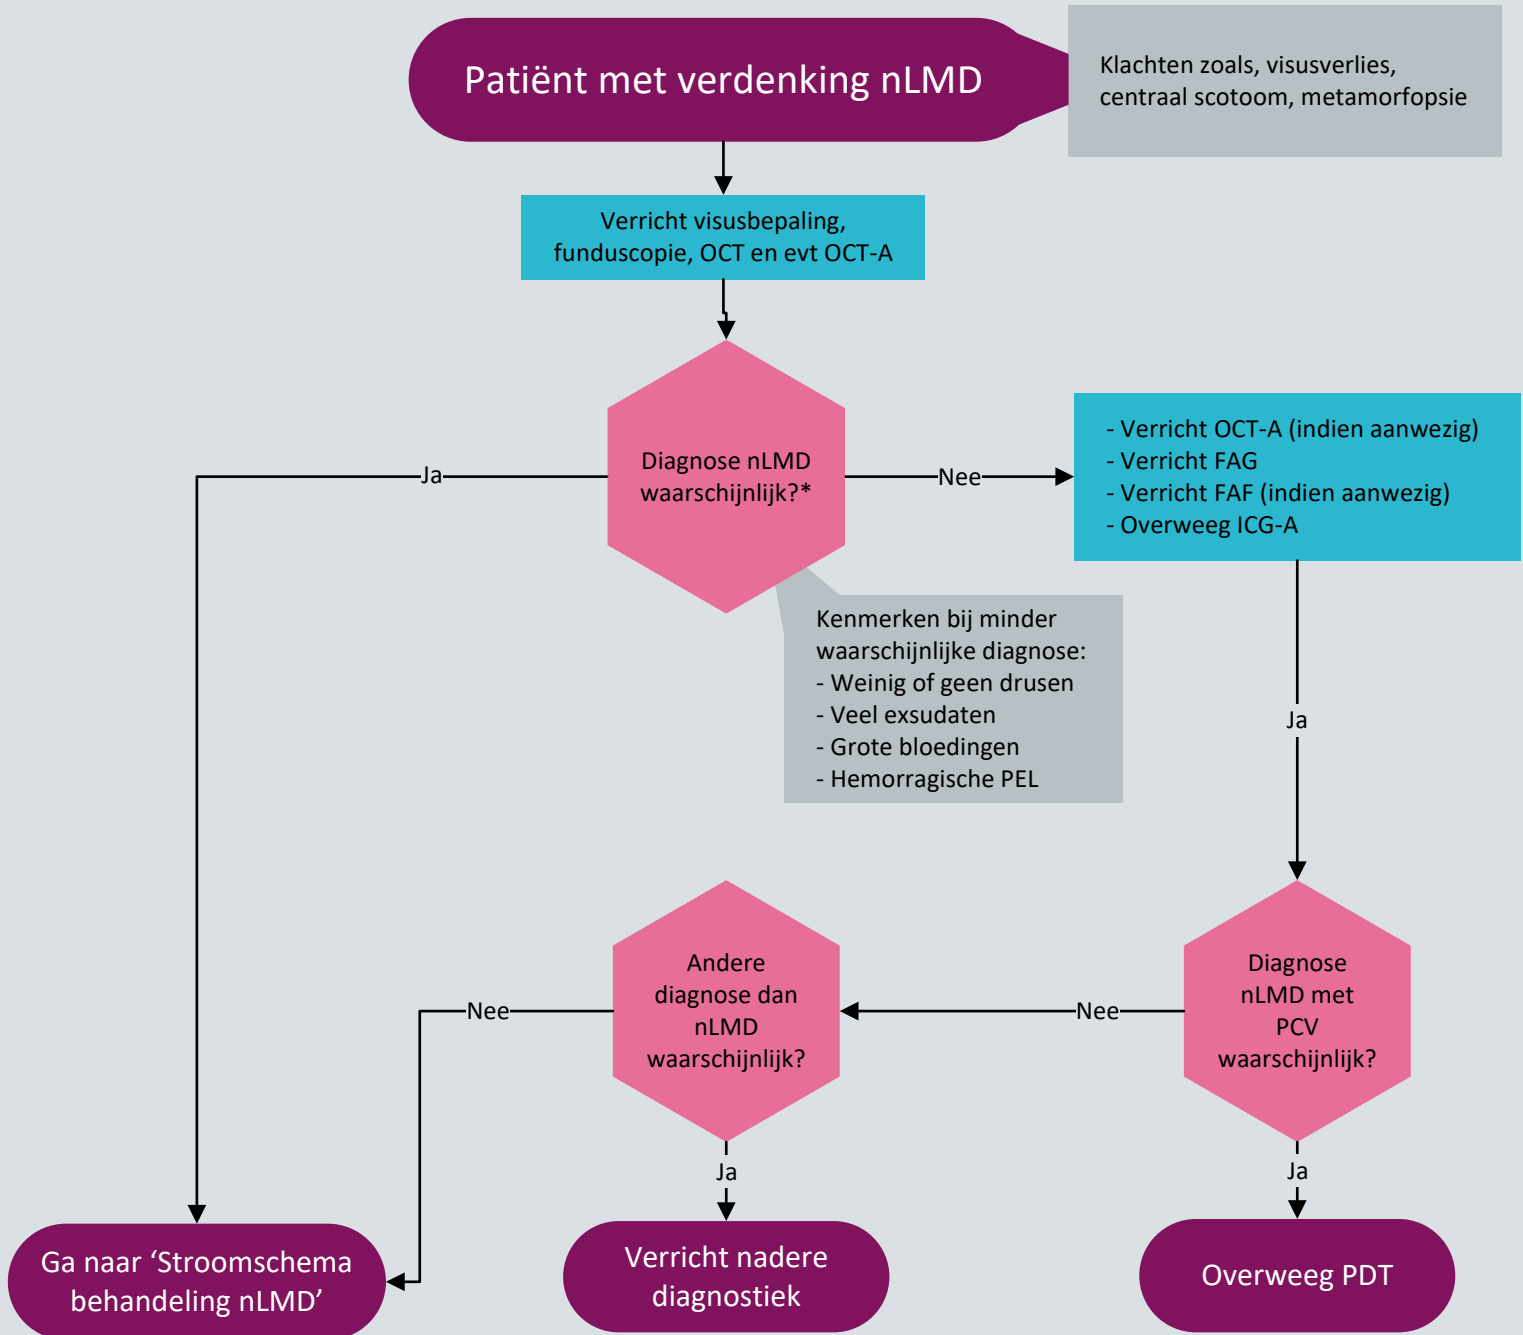 Patiënt met verdenking nLMD
Klachten zoals, visusverlies,
centraal scotoom, metamorfopsie
Verricht visusbepaling,
funduscopie, OCT en evt OCT-A
Diagnose nLMD
waarschijnlijk?*
Ja
Nee
- Verricht OCT-A (indien aanwezig)
- Verricht FAG
- Verricht FAF (indien aanwezig)
- Overweeg ICG-A
Kenmerken bij minder
waarschijnlijke diagnose:
- Weinig of geen drusen
- Veel exsudaten
- Grote bloedingen
- Hemorragische PEL
Ja
Diagnose
nLMD met
PCV
waarschijnlijk?
Nee
Andere
diagnose dan
nLMD
waarschijnlijk?
Nee
Ja
Ja
Ga naar ‘Stroomschema
behandeling nLMD’
Verricht nadere
diagnostiek
Overweeg PDT